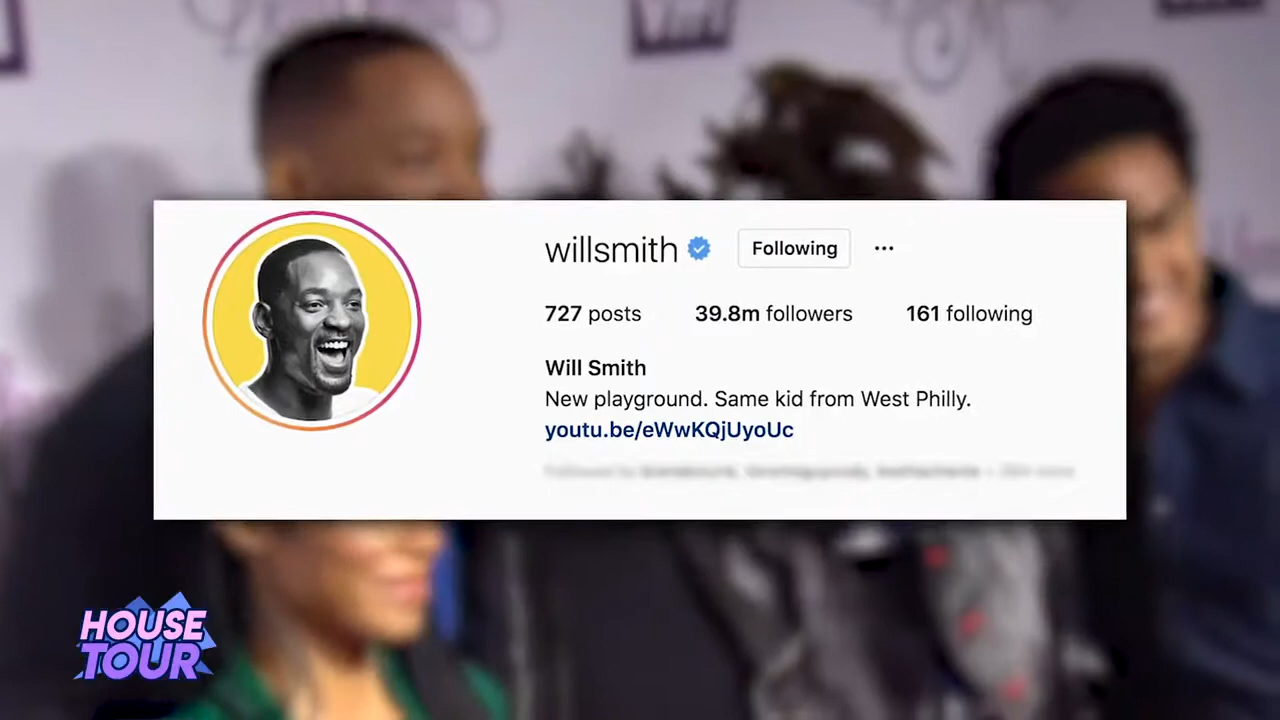 willsmith Following ...
727 posts 39.8m followers 161 following
Will Smith
New playground. Same kid from West Philly.
youtu.be/eWwKQjUyoUc
HOUSE
TOUR